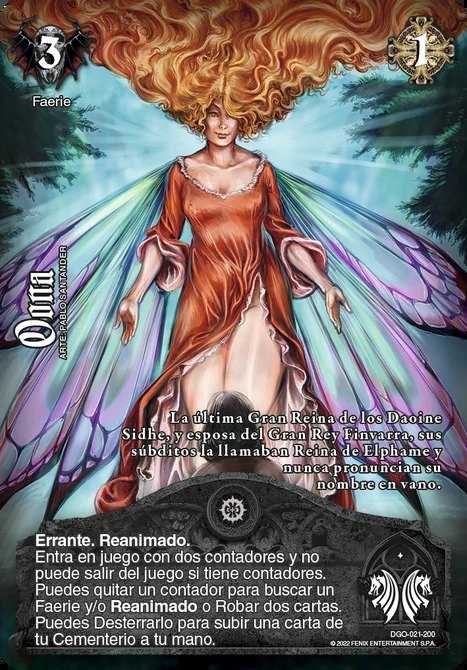 3
1
Faerie
Oona
ARTE: PABLO SANTANDER
La última Gran Reina de los Daoine
Sidhe, y esposa del Gran Rey Finvarra, sus
súbditos la llamaban Reina de Elphame y
nunca pronuncian su
nombre en vano.
Errante. Reanimado.
Entra en juego con dos contadores y no
puede salir del juego si tiene contadores.
Puedes quitar un contador para buscar un
Faerie y/o Reanimado o Robar dos cartas.
Puedes Desterrarlo para subir una carta de
tu Cementerio a tu mano.
DGO-021-200
© 2022 FENIX ENTERTAINMENT S.P.A.